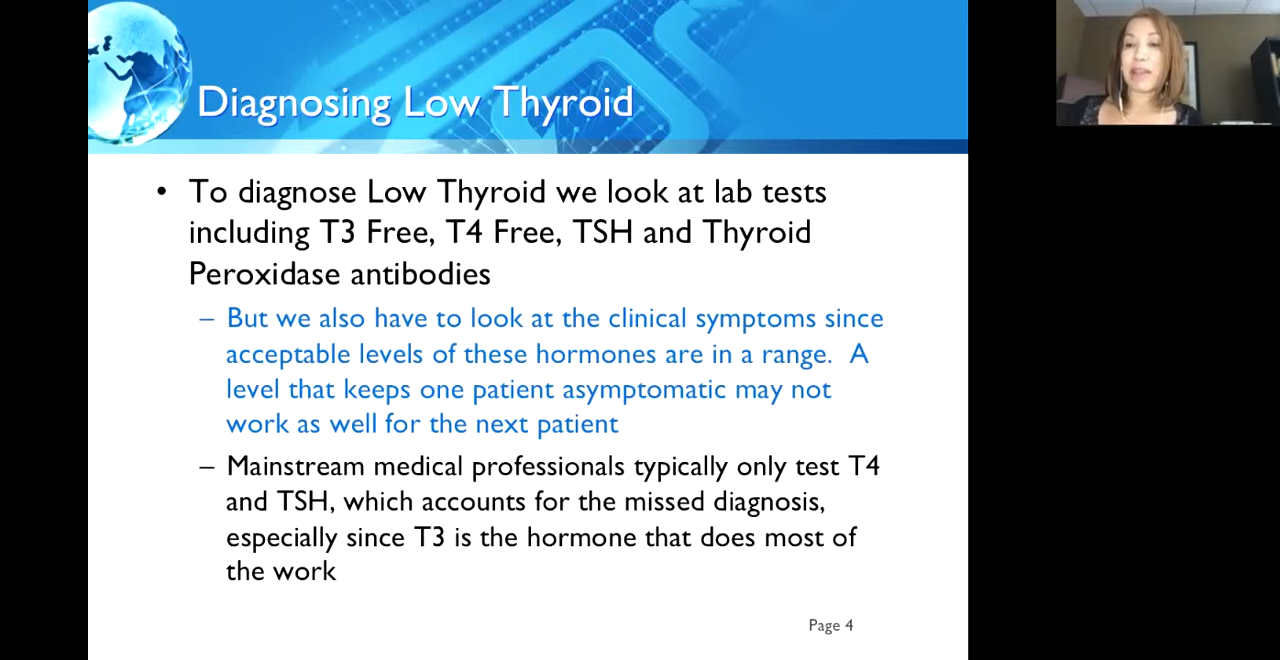 Diagnosing Low Thyroid
• To diagnose Low Thyroid we look at lab tests
including T3 Free, T4 Free, TSH and Thyroid
Peroxidase antibodies
– But we also have to look at the clinical symptoms since
acceptable levels of these hormones are in a range.  A
level that keeps one patient asymptomatic may not
work as well for the next patient
– Mainstream medical professionals typically only test T4
and TSH, which accounts for the missed diagnosis,
especially since T3 is the hormone that does most of
the work
Page 4